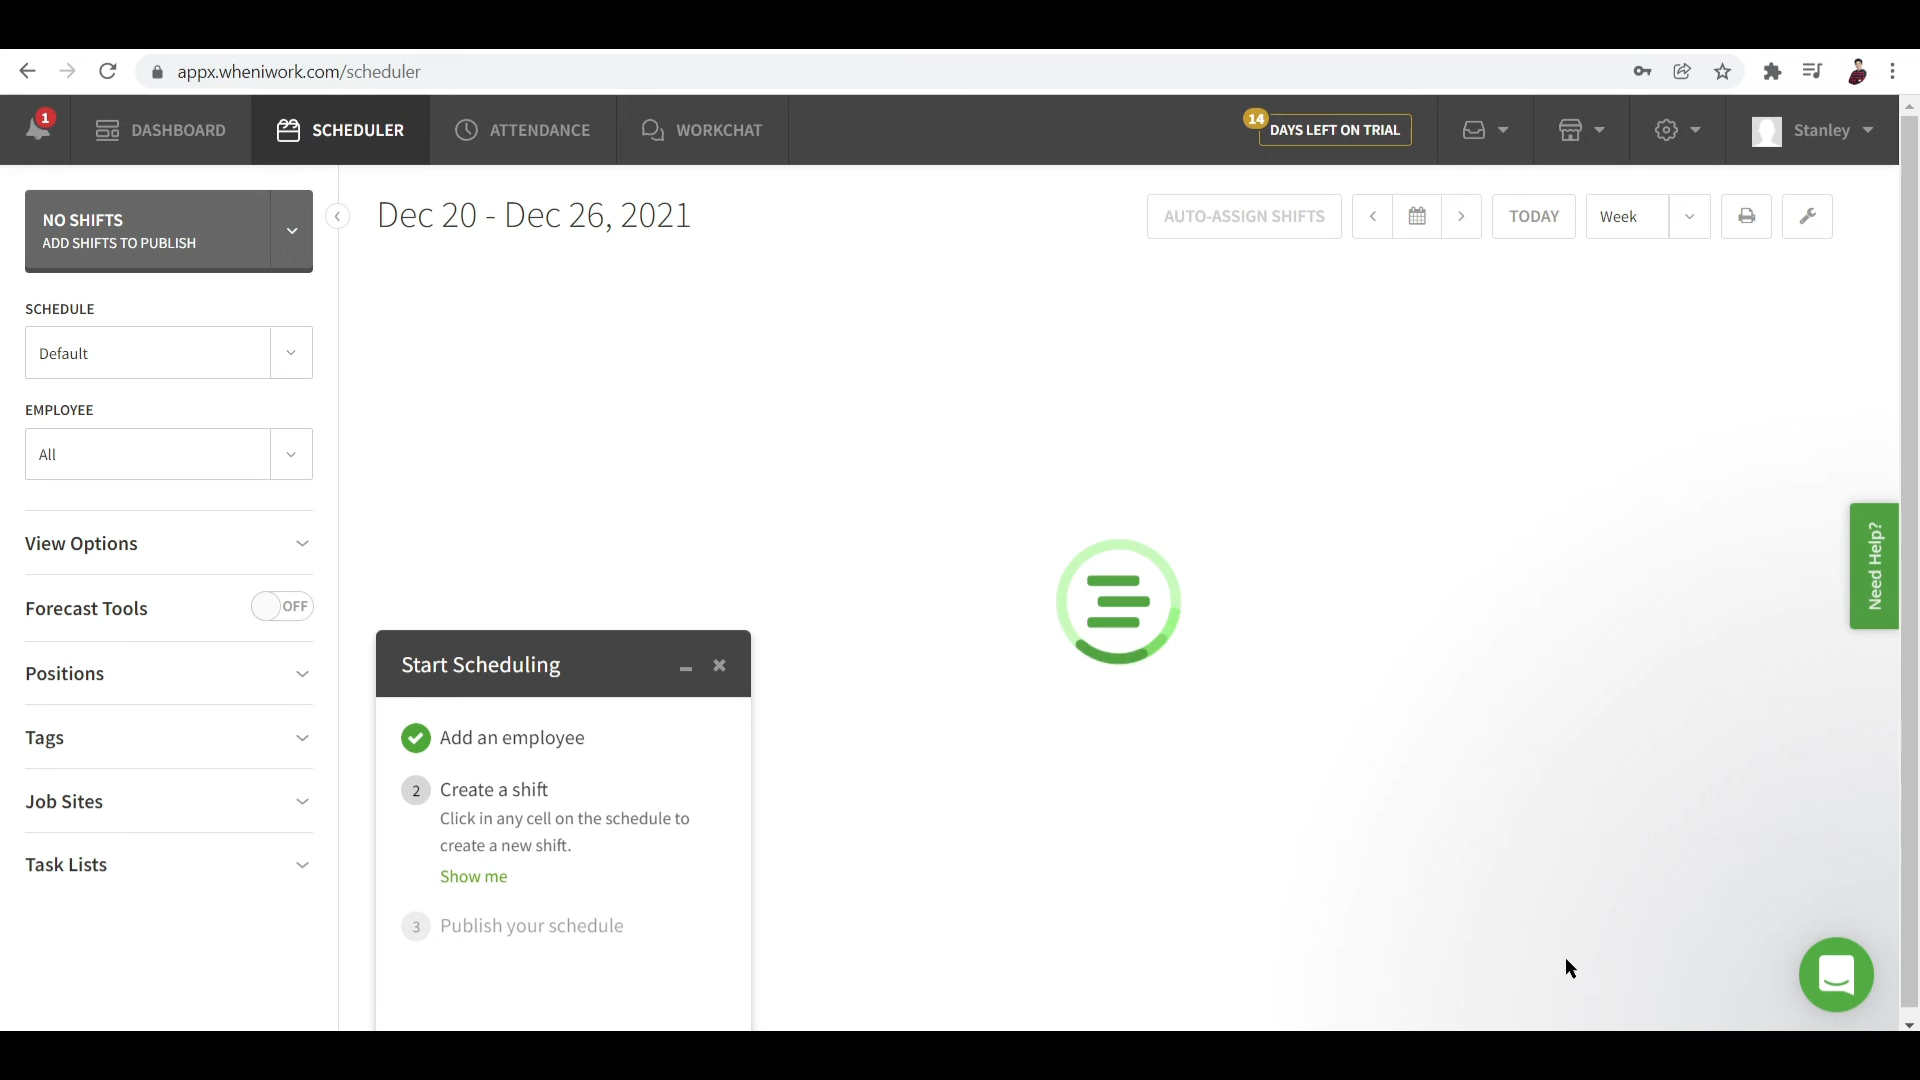 appx.wheniwork.com/scheduler
1
DASHBOARD
SCHEDULER
ATTENDANCE
WORKCHAT
14
DAYS LEFT ON TRIAL
Stanley
NO SHIFTS
ADD SHIFTS TO PUBLISH
Dec 20 - Dec 26, 2021
AUTO-ASSIGN SHIFTS
TODAY
Week
SCHEDULE
Default
EMPLOYEE
All
View Options
Forecast Tools
OFF
Positions
Tags
Job Sites
Task Lists
Start Scheduling
Add an employee
2
Create a shift
Click in any cell on the schedule to
create a new shift.
Show me
3
Publish your schedule
Need Help?